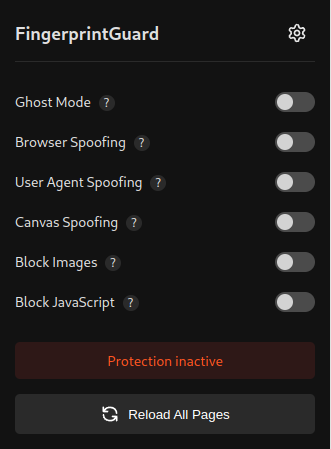 FingerprintGuard
Ghost Mode ?
Browser Spoofing ?
User Agent Spoofing ?
Canvas Spoofing ?
Block Images ?
Block JavaScript ?
Protection inactive
Reload All Pages